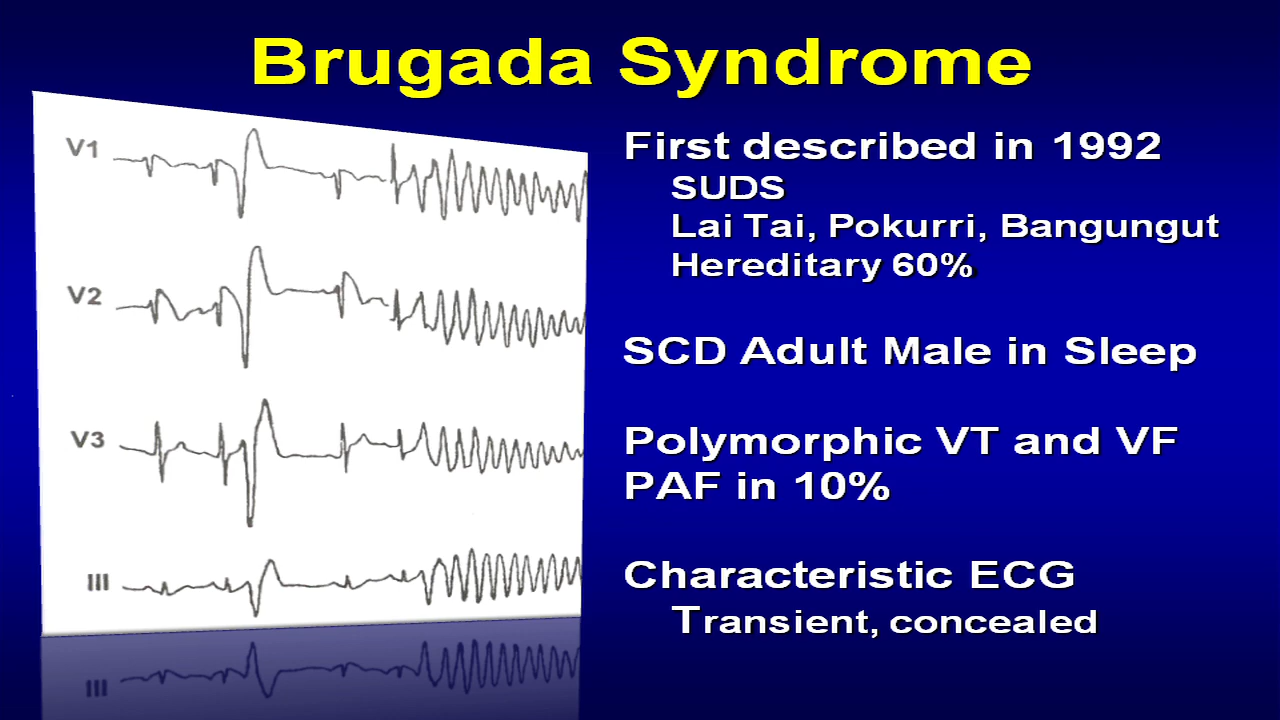 Brugada Syndrome
V1
V2
V3
III
III
First described in 1992
SUDS
Lai Tai, Pokurri, Bangungut
Hereditary 60%
SCD Adult Male in Sleep
Polymorphic VT and VF
PAF in 10%
Characteristic ECG
Transient, concealed